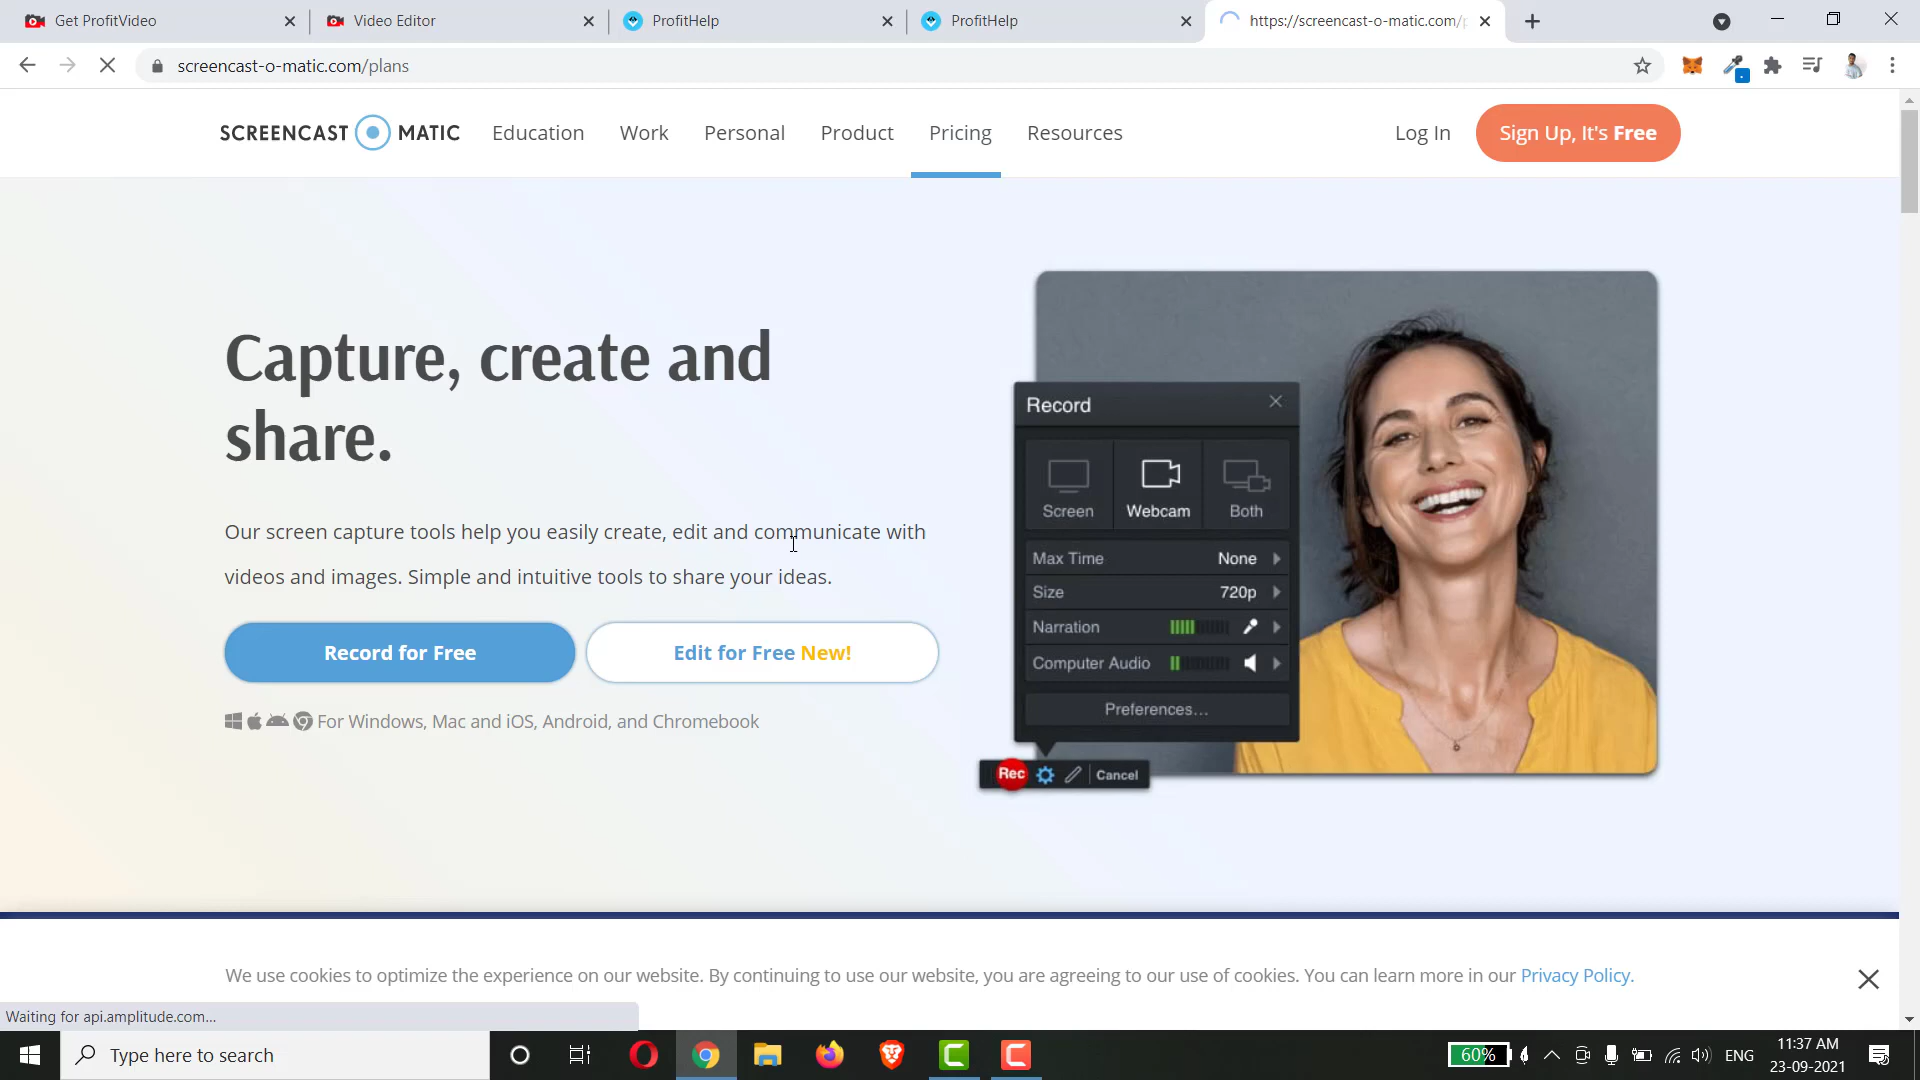 Get ProfitVideo
Video Editor
ProfitHelp
ProfitHelp
https://screencast-o-matic.com/p
screencast-o-matic.com/plans
SCREENCAST MATIC
Education
Work
Personal
Product
Pricing
Resources
Log In
Sign Up, It's Free
Capture, create and
share.
Our screen capture tools help you easily create, edit and communicate with
videos and images. Simple and intuitive tools to share your ideas.
Record for Free
Edit for Free New!
For Windows, Mac and iOS, Android, and Chromebook
Record
Screen
Webcam
Both
Max Time None
Size 720p
Narration
Computer Audio
Preferences...
Rec
Cancel
We use cookies to optimize the experience on our website. By continuing to use our website, you are agreeing to our use of cookies. You can learn more in our Privacy Policy.
Waiting for api.amplitude.com...
Type here to search
60%
ENG
11:37 AM
23-09-2021